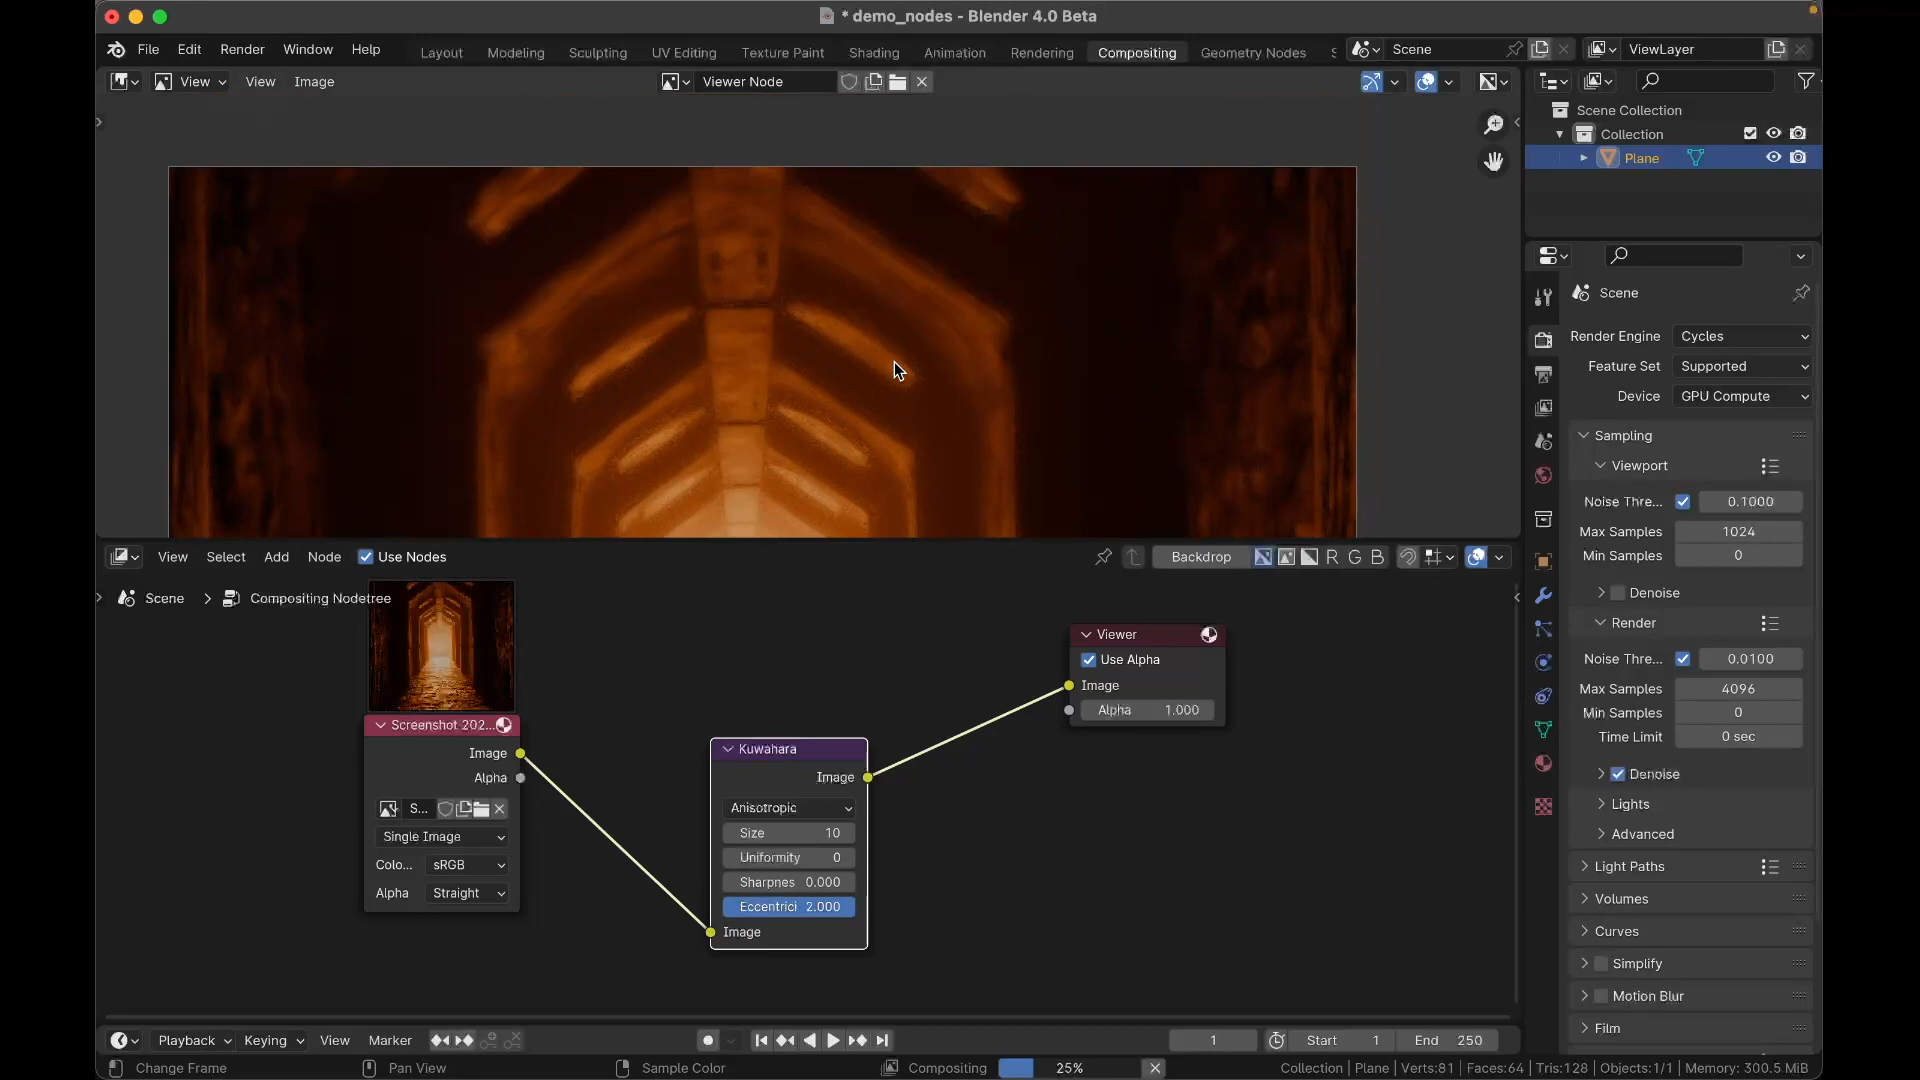 * demo_nodes - Blender 4.0 Beta
File Edit Render Window Help
Layout Modeling Sculpting UV Editing Texture Paint Shading Animation Rendering Compositing Geometry Nodes S
Scene
ViewLayer
View View Image
Viewer Node
Scene Collection
Collection
Plane
Scene
Render Engine Cycles
Feature Set Supported
Device GPU Compute
Sampling
Viewport
Noise Thre... 0.1000
Max Samples 1024
Min Samples 0
Denoise
Render
Noise Thre... 0.0100
Max Samples 4096
Min Samples 0
Time Limit 0 sec
Denoise
Lights
Advanced
Light Paths
Volumes
Curves
Simplify
Motion Blur
Film
View Select Add Node Use Nodes
Backdrop R G B
Scene > Compositing Nodetree
Screenshot 202...
Image
Alpha
S...
Single Image
Colo... sRGB
Alpha Straight
Kuwahara
Image
Anisotropic
Size 10
Uniformity 0
Sharpnes 0.000
Eccentrici 2.000
Image
Viewer
Use Alpha
Image
Alpha 1.000
Playback Keying View Marker
1 Start 1 End 250
Change Frame Pan View Sample Color Compositing 25% Collection | Plane | Verts:81 | Faces:64 | Tris:128 | Objects:1/1 | Memory: 300.5 MiB